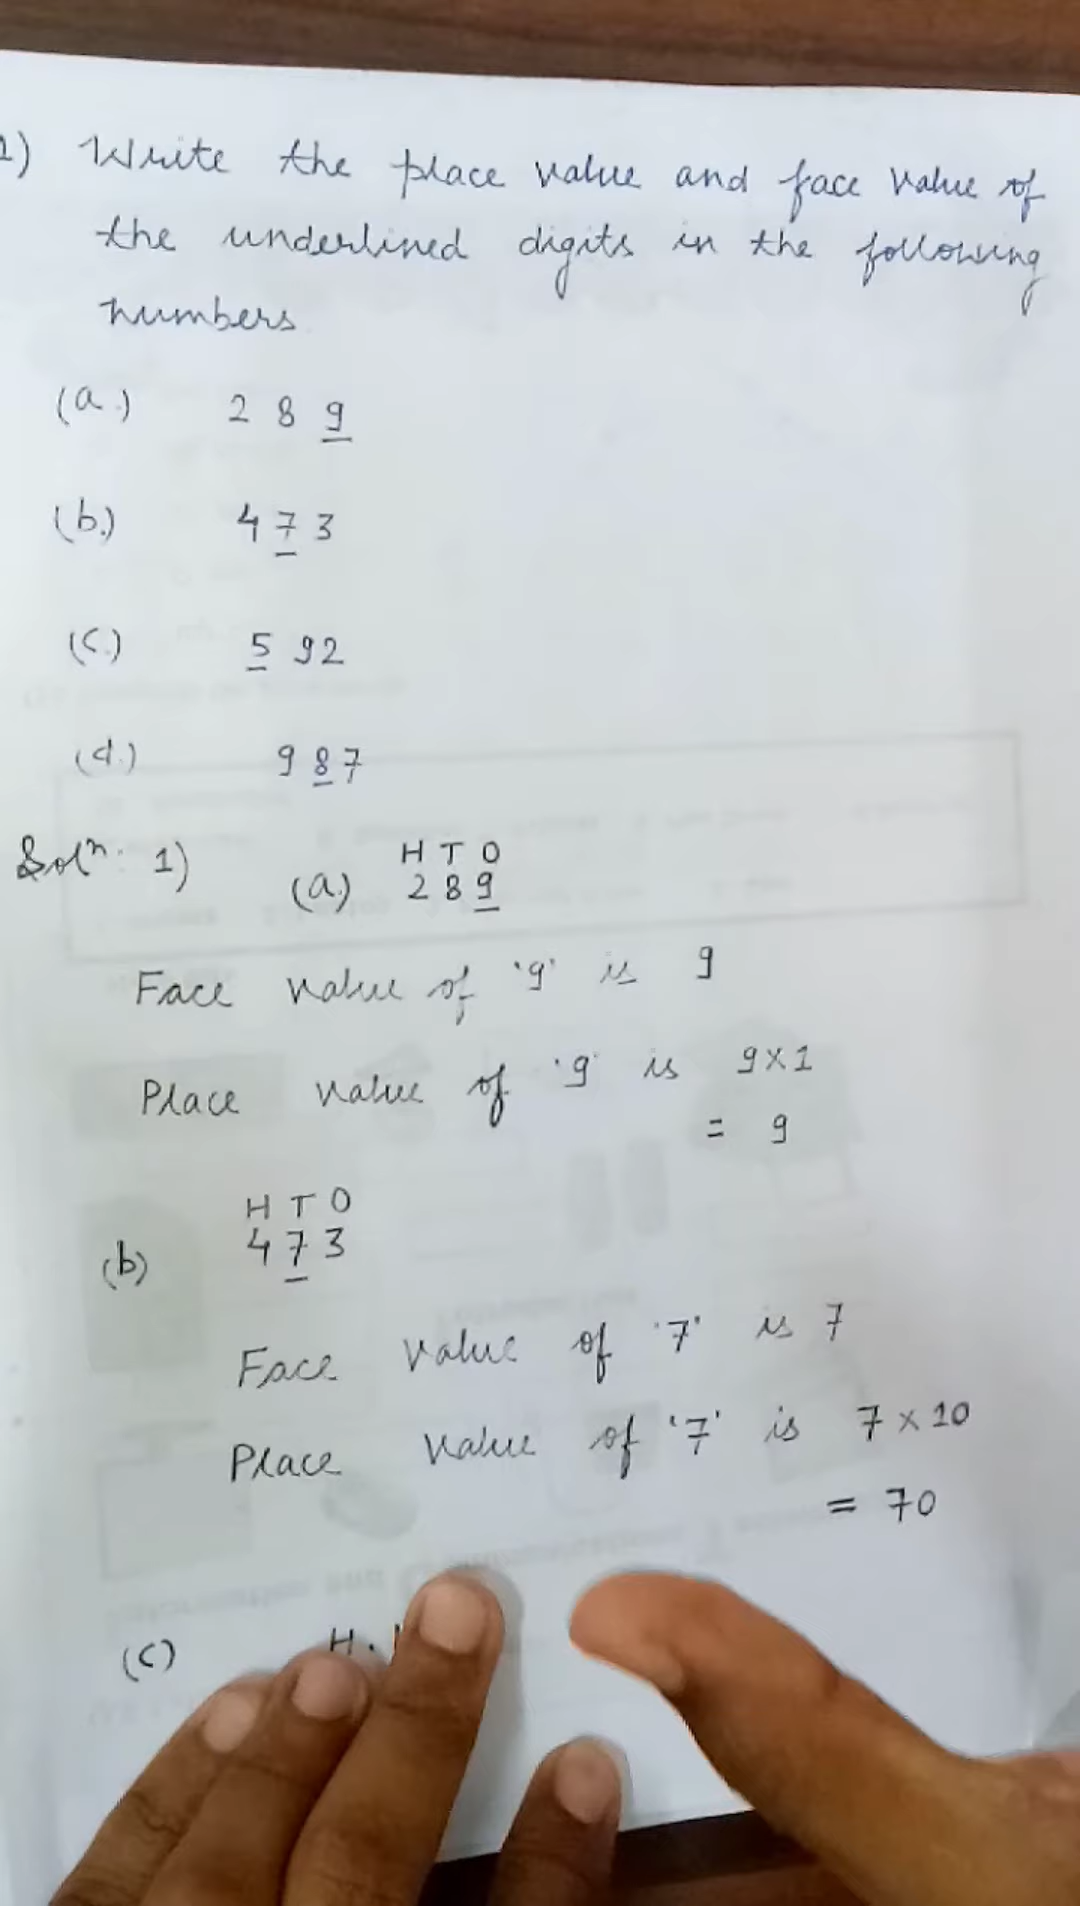 1) Write the place value and face value of
the underlined digits in the following
numbers
(a.) 2 8 9
(b.) 4 7 3
(c.) 5 92
(d.) 9 8 7
Solⁿ: 1) (a.) H T O
2 8 9
Face value of '9' is 9
Place value of '9' is 9×1
= 9
H T O
(b) 4 7 3
Face value of '7' is 7
Place value of '7' is 7 × 10
= 70
(c) H.